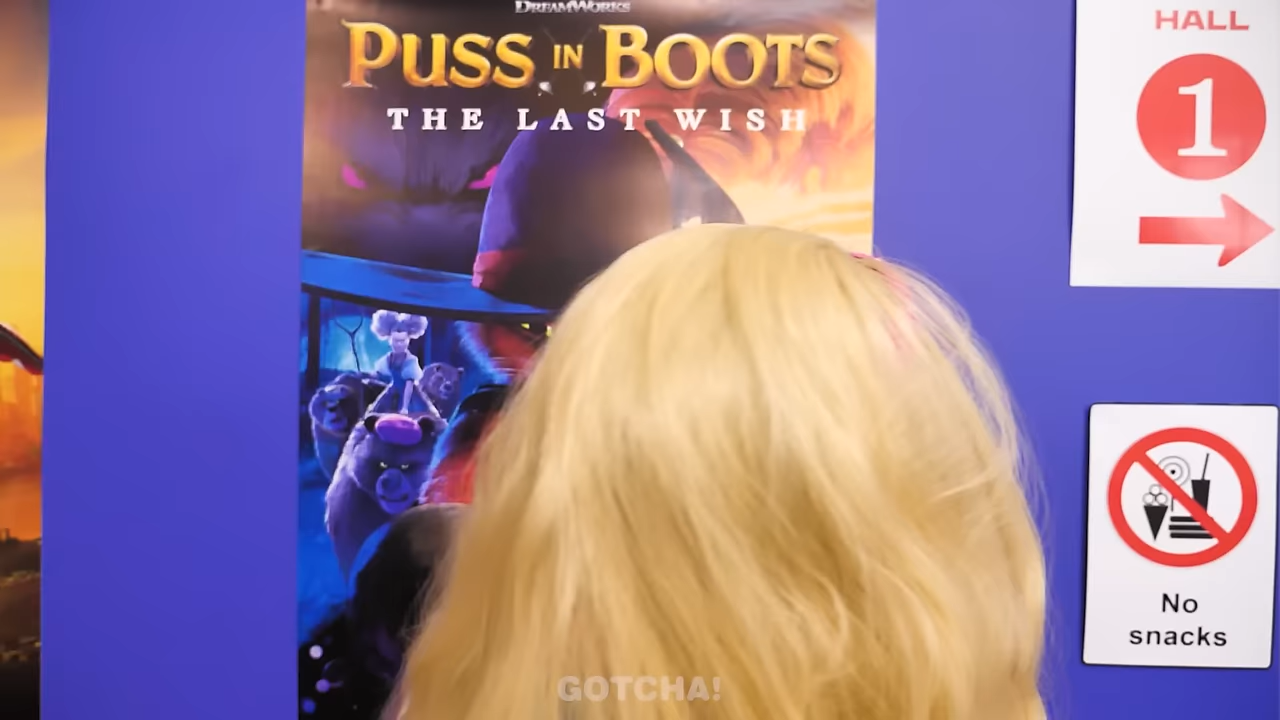 DREAMWORKS
PUSS IN BOOTS
THE LAST WISH
HALL
1
No
snacks
GOTCHA!